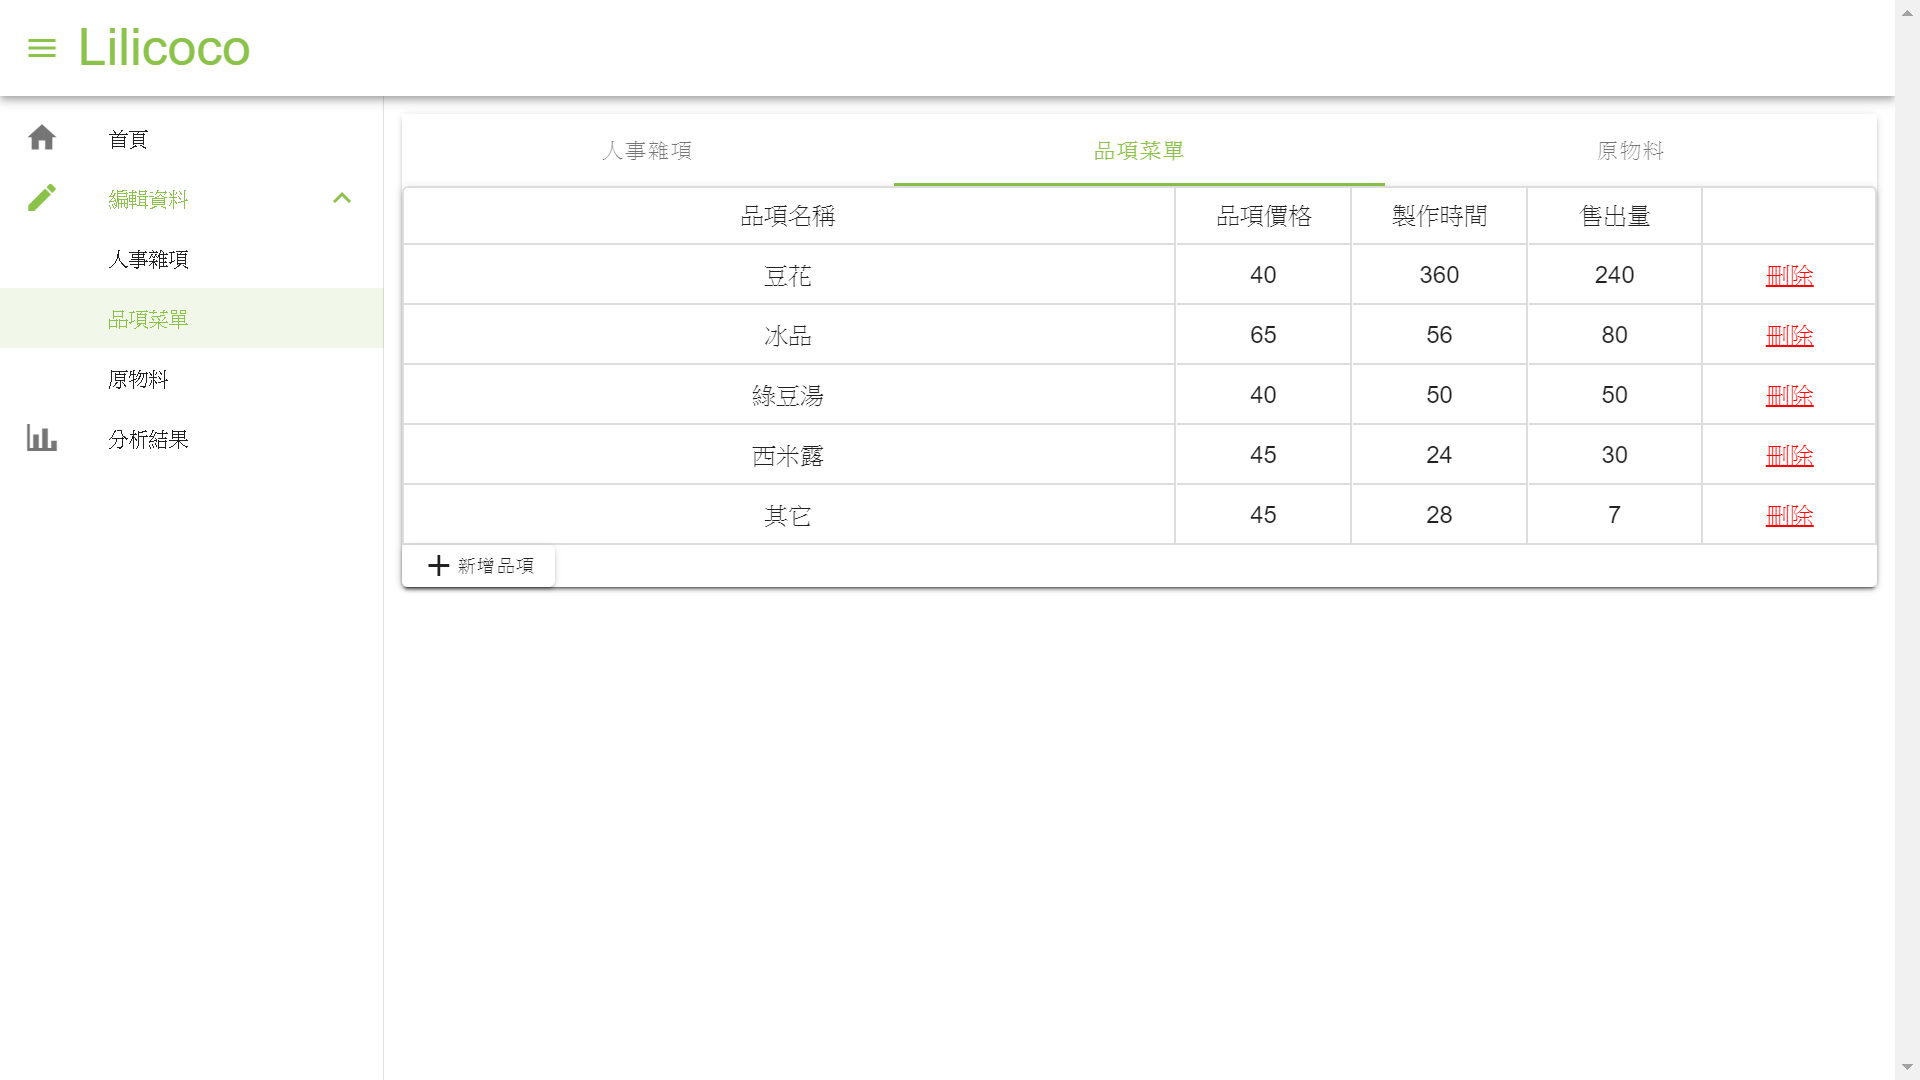 Lilicoco
首頁
編輯資料
人事雜項
品項菜單
原物料
分析結果
人事雜項 品項菜單 原物料
品項名稱 品項價格 製作時間 售出量
豆花 40 360 240 刪除
冰品 65 56 80 刪除
綠豆湯 40 50 50 刪除
西米露 45 24 30 刪除
其它 45 28 7 刪除
新增品項